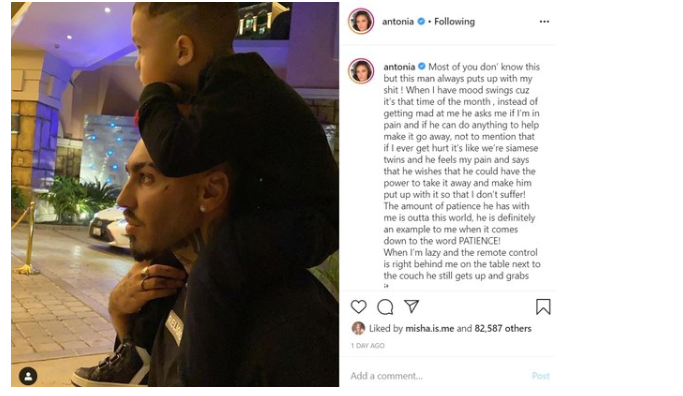 antonia • Following
antonia Most of you don' know this
but this man always puts up with my
shit ! When I have mood swings cuz
it's that time of the month , instead of
getting mad at me he asks me if I'm in
pain and if he can do anything to help
make it go away, not to mention that
if I ever get hurt it's like we're siamese
twins and he feels my pain and says
that he wishes that he could have the
power to take it away and make him
put up with it so that I don't suffer!
The amount of patience he has with
me is outta this world, he is definitely
an example to me when it comes
down to the word PATIENCE!
When I'm lazy and the remote control
is right behind me on the table next to
the couch he still gets up and grabs
Liked by misha.is.me and 82,587 others
1 DAY AGO
Add a comment...
Post